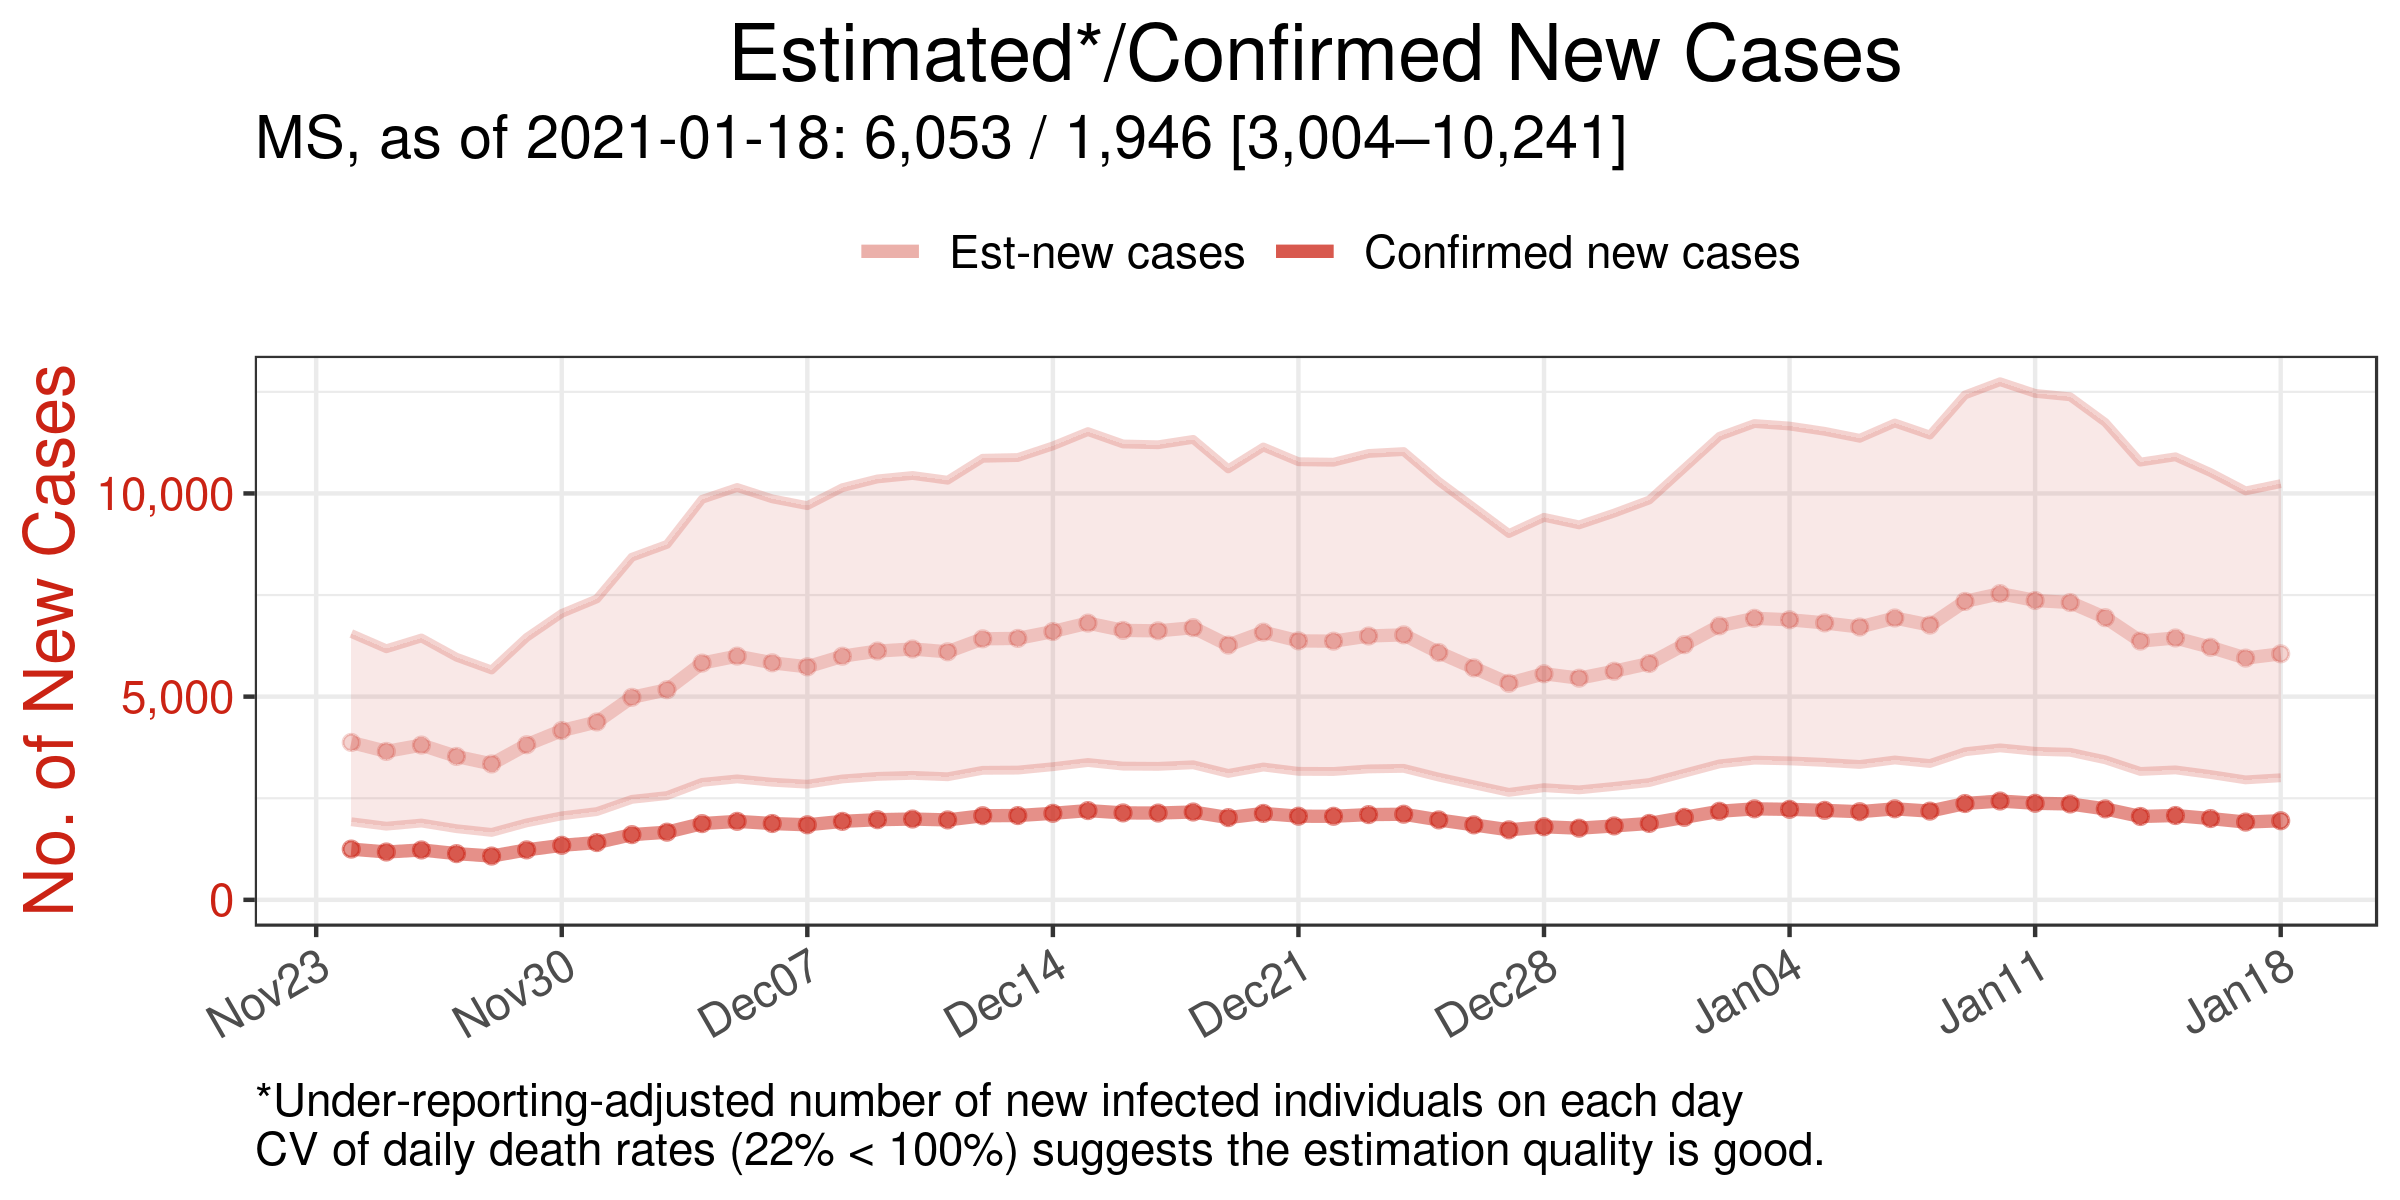 Estimated*/Confirmed New Cases
MS, as of 2021-01-18: 6,053 / 1,946 [3,004–10,241]
Est-new cases
Confirmed new cases
No. of New Cases
10,000
5,000
0
Nov23
Nov30
Dec07
Dec14
Dec21
Dec28
Jan04
Jan11
Jan18
*Under-reporting-adjusted number of new infected individuals on each day
CV of daily death rates (22% < 100%) suggests the estimation quality is good.